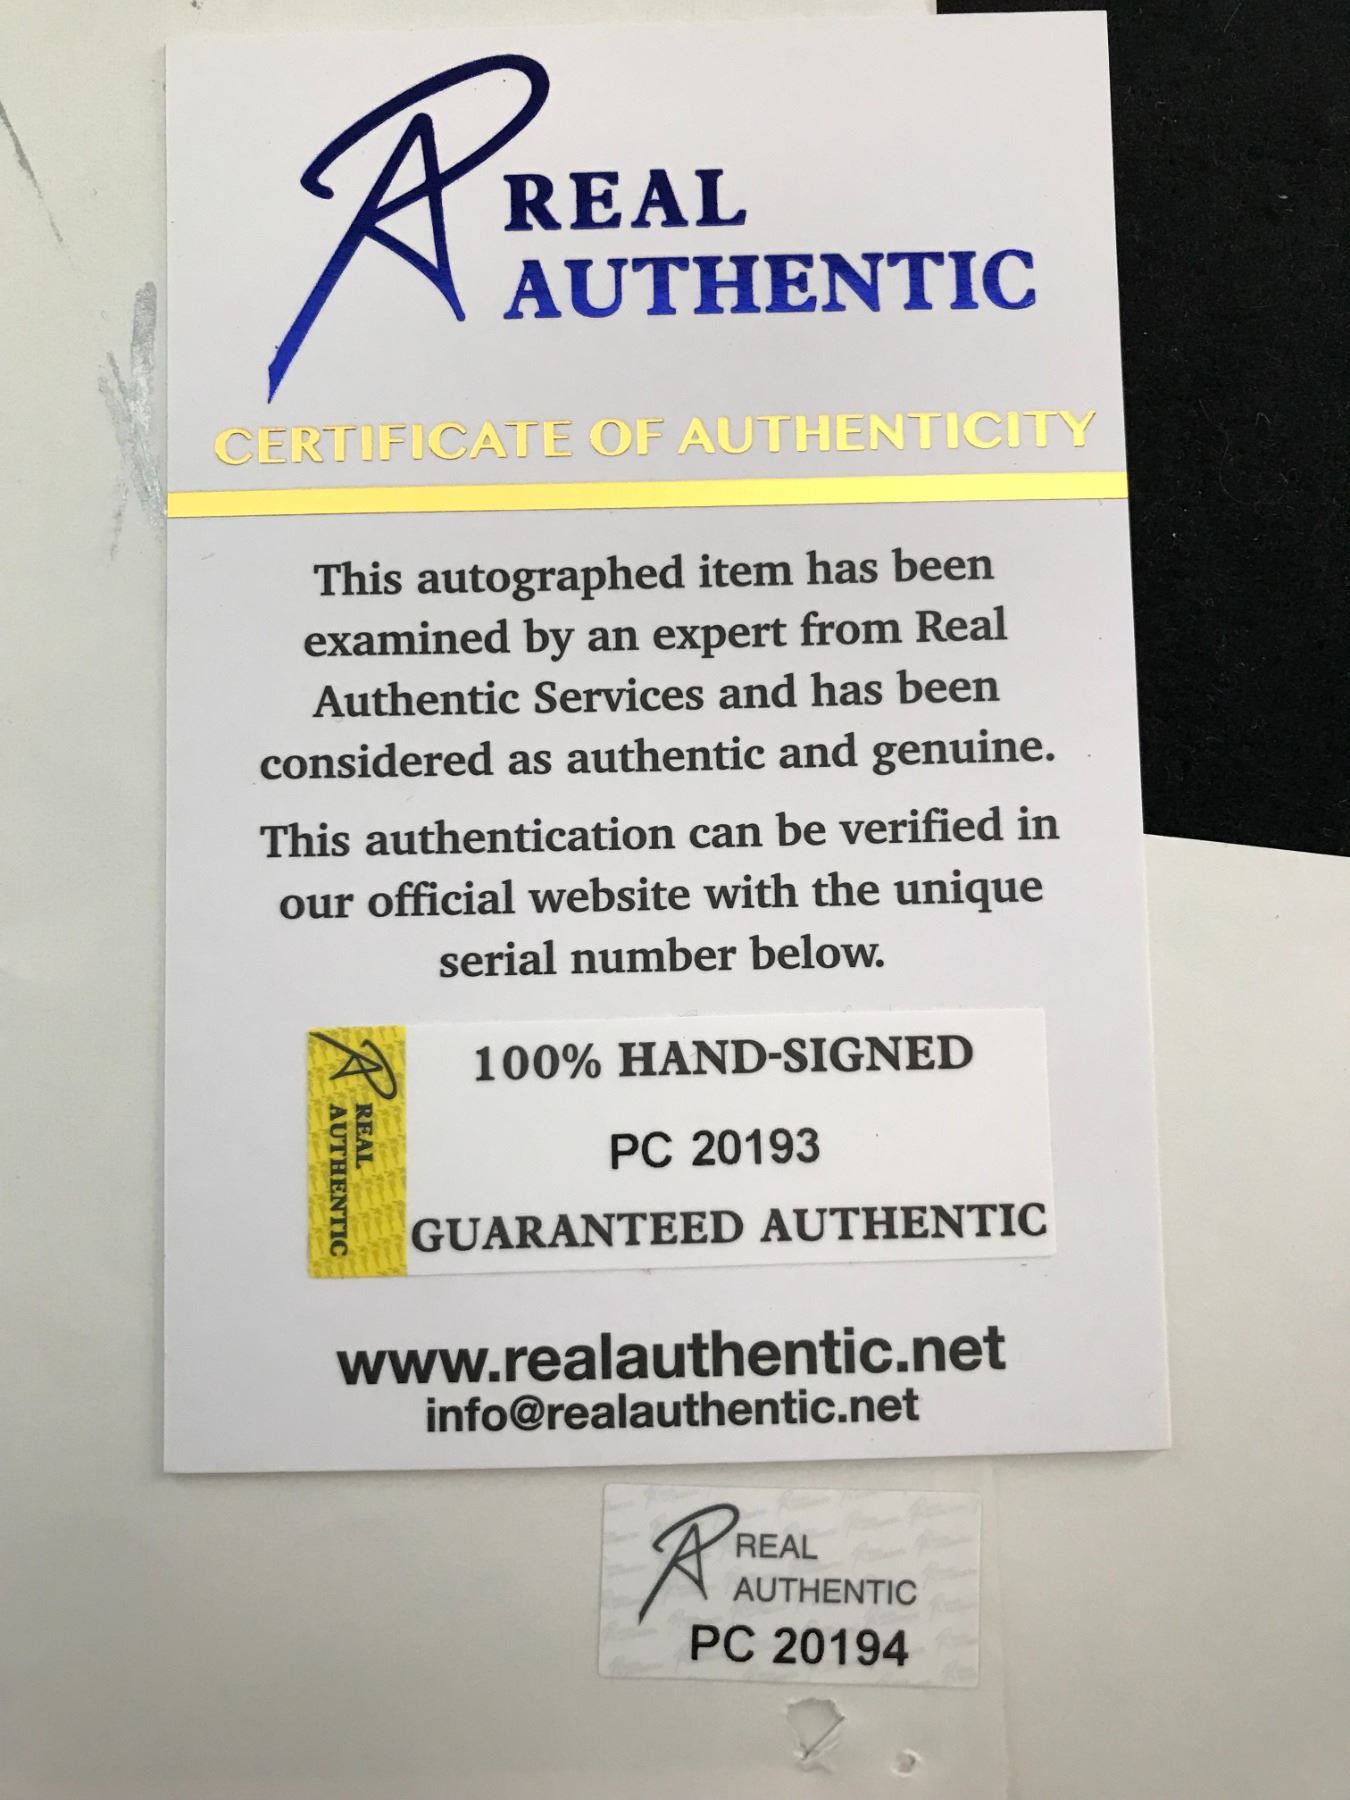 REAL
AUTHENTIC
CERTIFICATE OF AUTHENTICITY
This autographed item has been
examined by an expert from Real
Authentic Services and has been
considered as authentic and genuine.
This authentication can be verified in
our official website with the unique
serial number below.
REAL
AUTHENTIC
100% HAND-SIGNED
PC 20193
GUARANTEED AUTHENTIC
www.realauthentic.net
info@realauthentic.net
REAL
AUTHENTIC
PC 20194